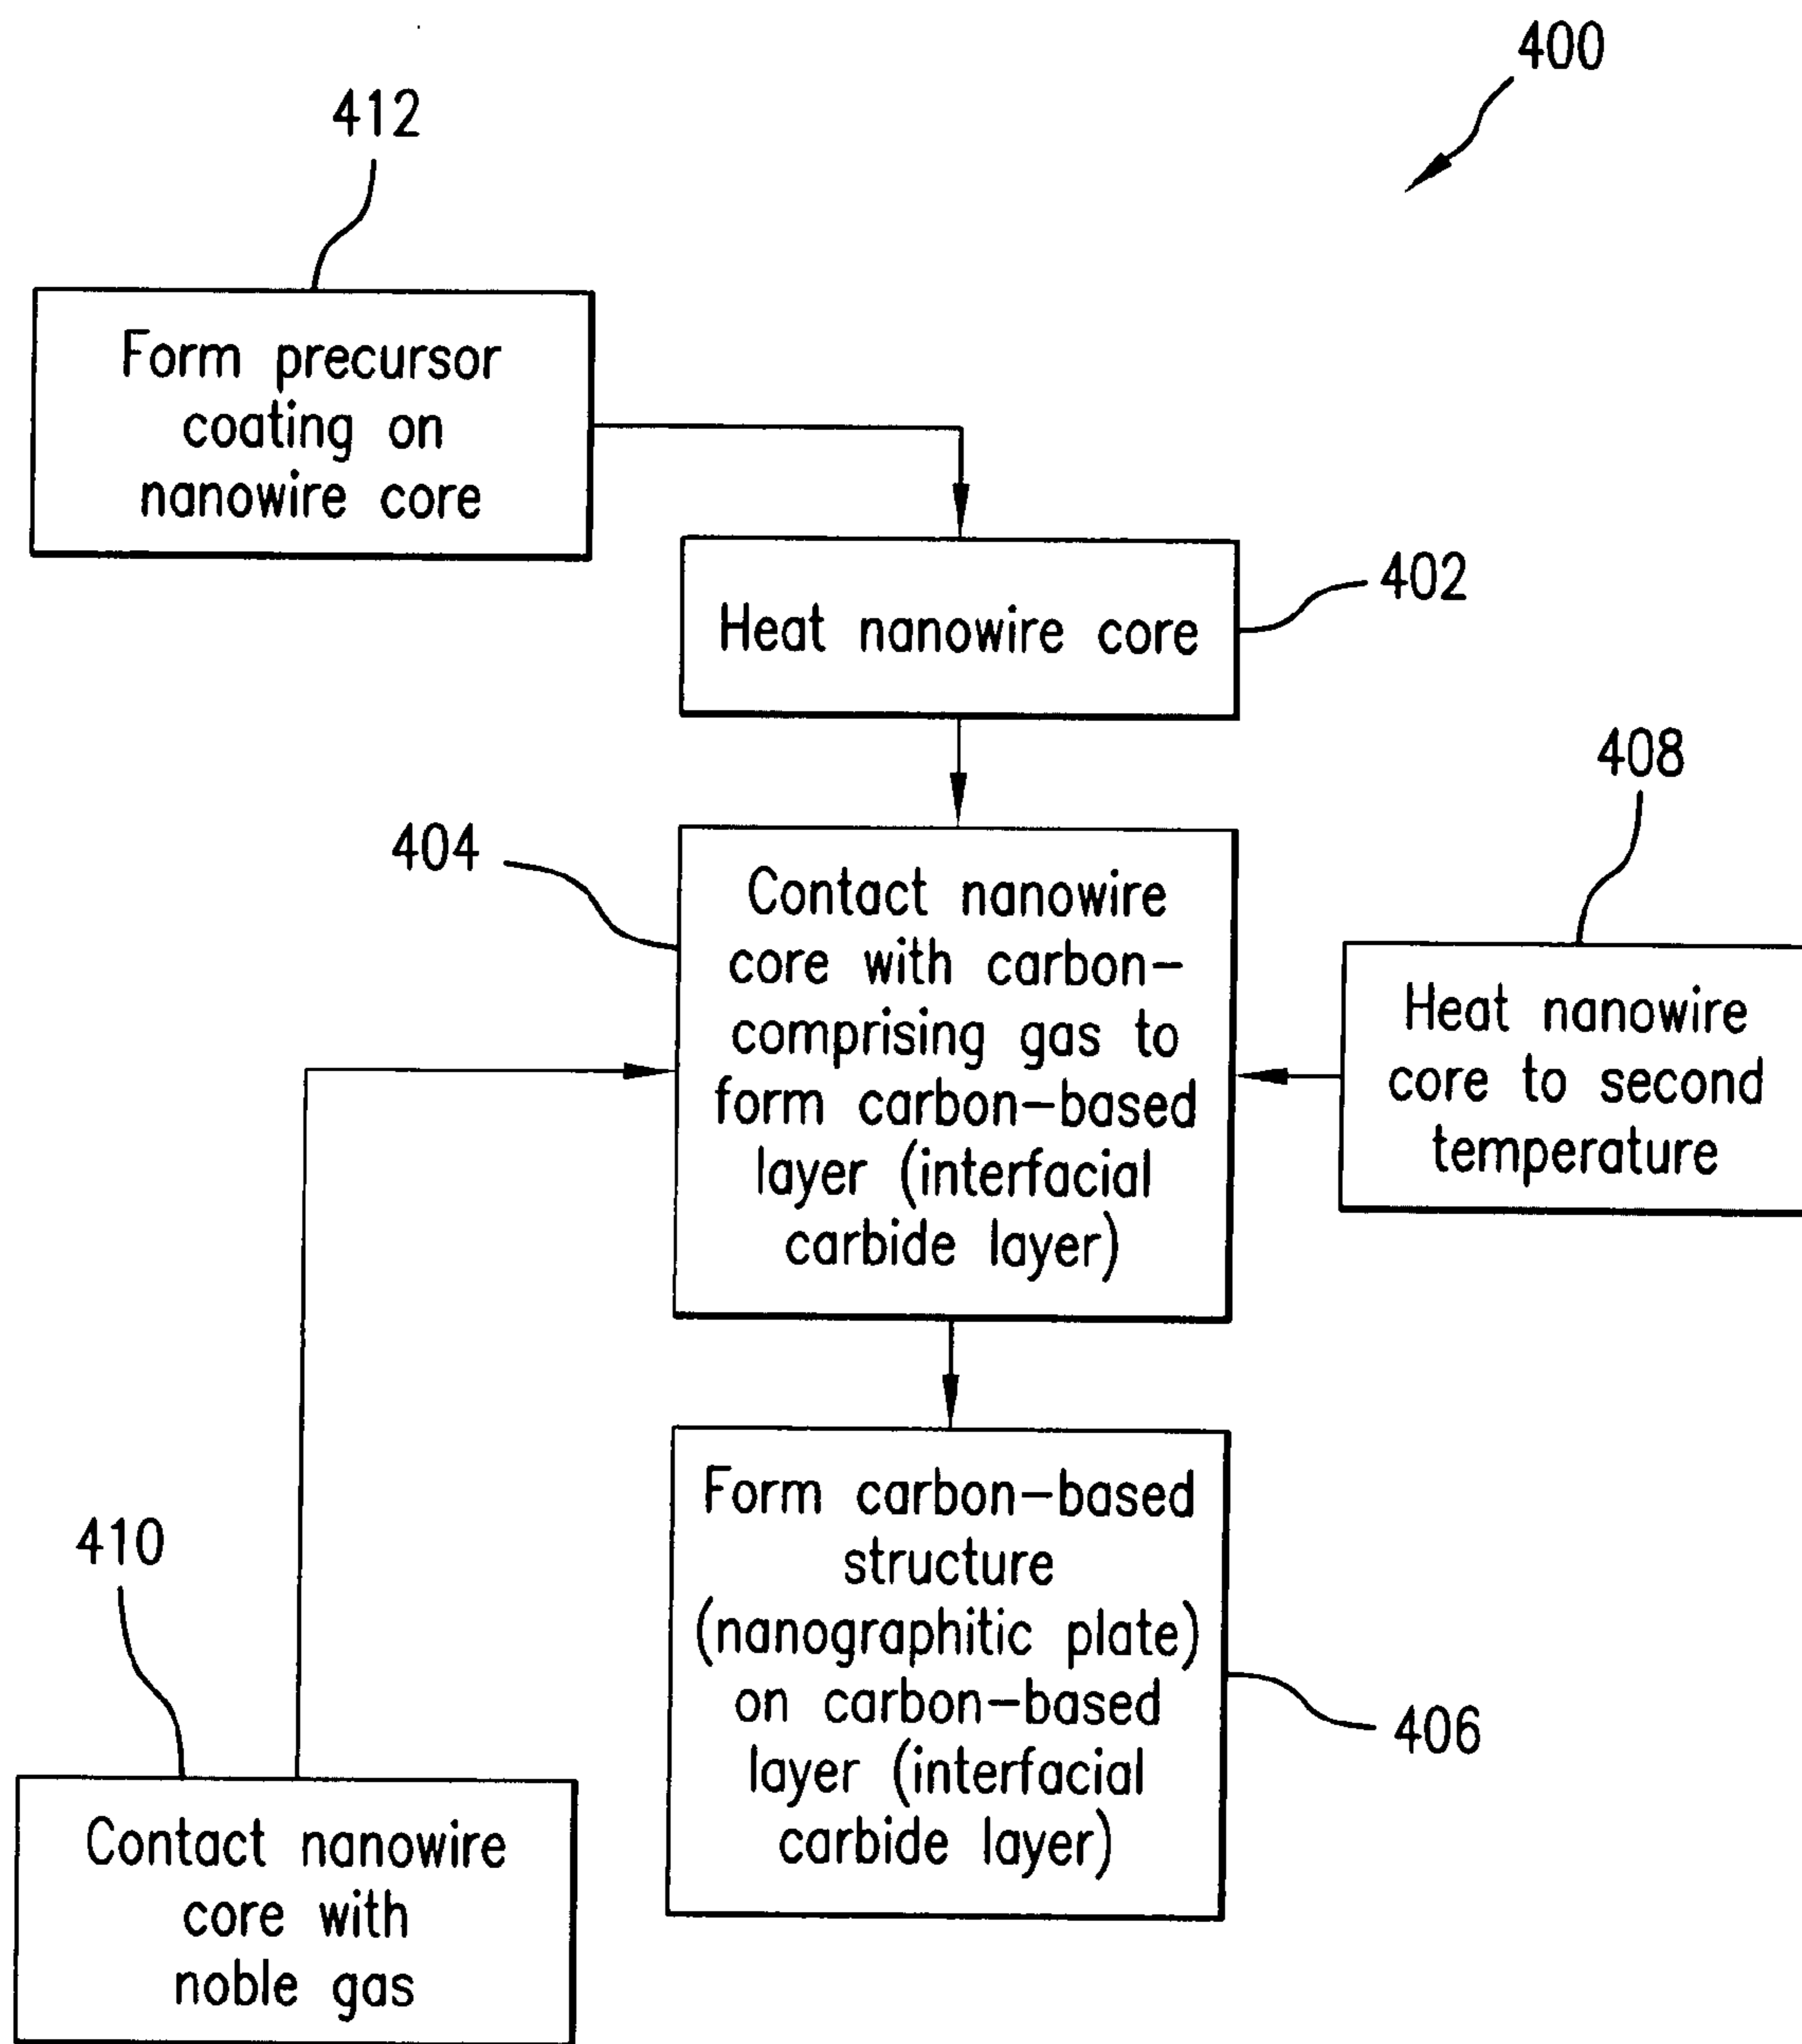 400
412
Form precursor
coating on
nanowire core
402
Heat nanowire core
408
404
Contact nanowire
core with carbon–
comprising gas to
form carbon–based
layer (interfacial
carbide layer)
Heat nanowire
core to second
temperature
Form carbon–based
structure
(nanographitic plate)
on carbon–based
layer (interfacial
carbide layer)
406
410
Contact nanowire
core with
noble gas